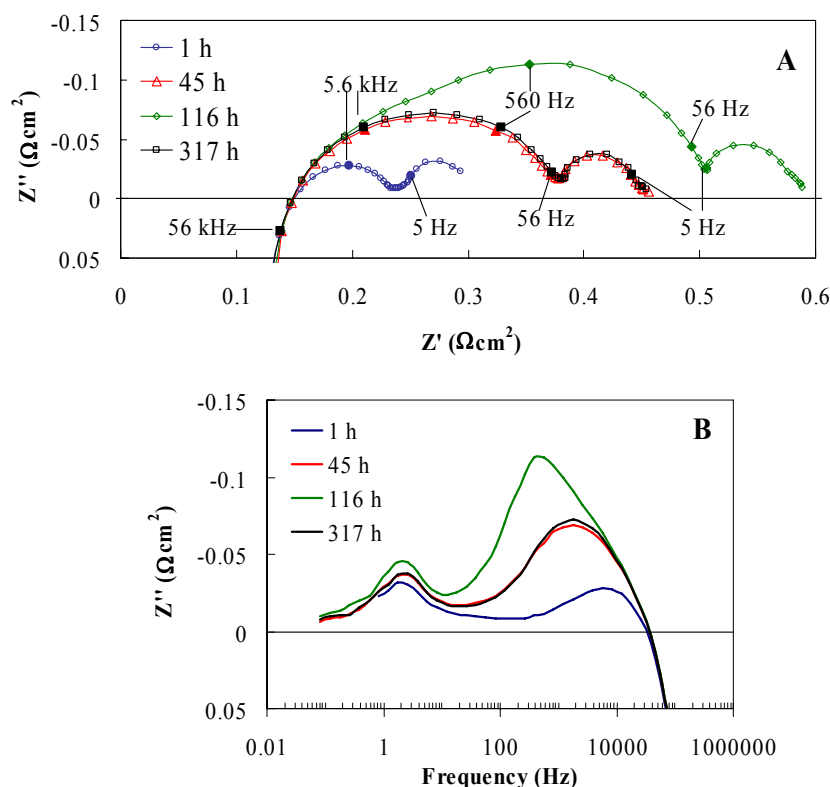 A
1 h
45 h
116 h
317 h
5.6 kHz
560 Hz
56 Hz
56 kHz
5 Hz
56 Hz
5 Hz
-0.15
-0.1
-0.05
0
0.05
Z'' (Ωcm²)
0 0.1 0.2 0.3 0.4 0.5 0.6
Z' (Ωcm²)
B
1 h
45 h
116 h
317 h
-0.15
-0.1
-0.05
0
0.05
Z'' (Ωcm²)
0.01 1 100 10000 1000000
Frequency (Hz)